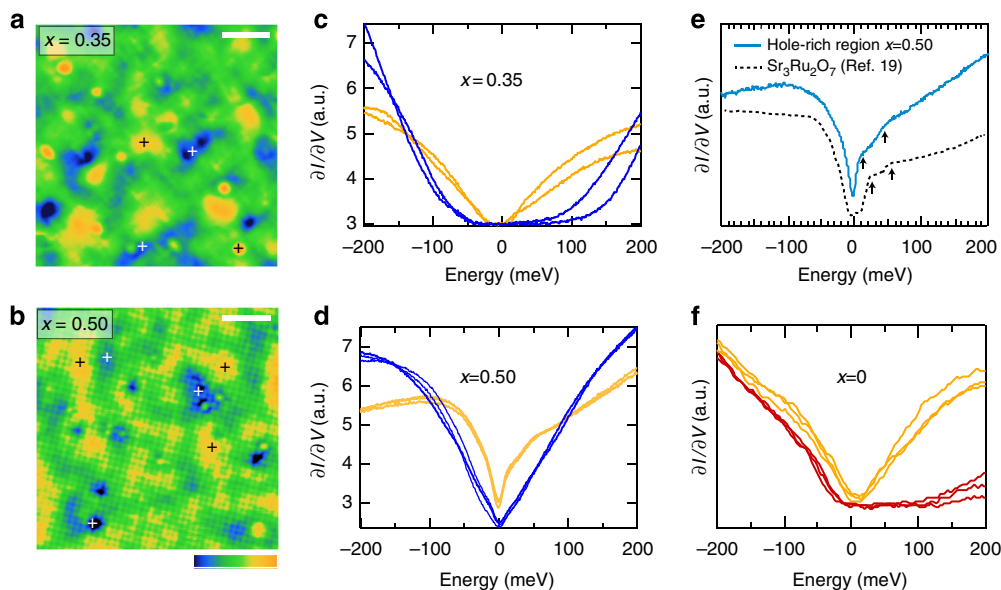 a
x = 0.35
b
x = 0.50
c
7
6
5
4
3
∂I/∂V (a.u.)
x = 0.35
−200
−100
0
100
200
Energy (meV)
d
7
6
5
4
3
∂I/∂V (a.u.)
x=0.50
−200
−100
0
100
200
Energy (meV)
e
Hole-rich region x=0.50
Sr₃Ru₂O₇ (Ref. 19)
∂I/∂V (a.u.)
−200
−100
0
100
200
Energy (meV)
f
x=0
∂I/∂V (a.u.)
−200
−100
0
100
200
Energy (meV)